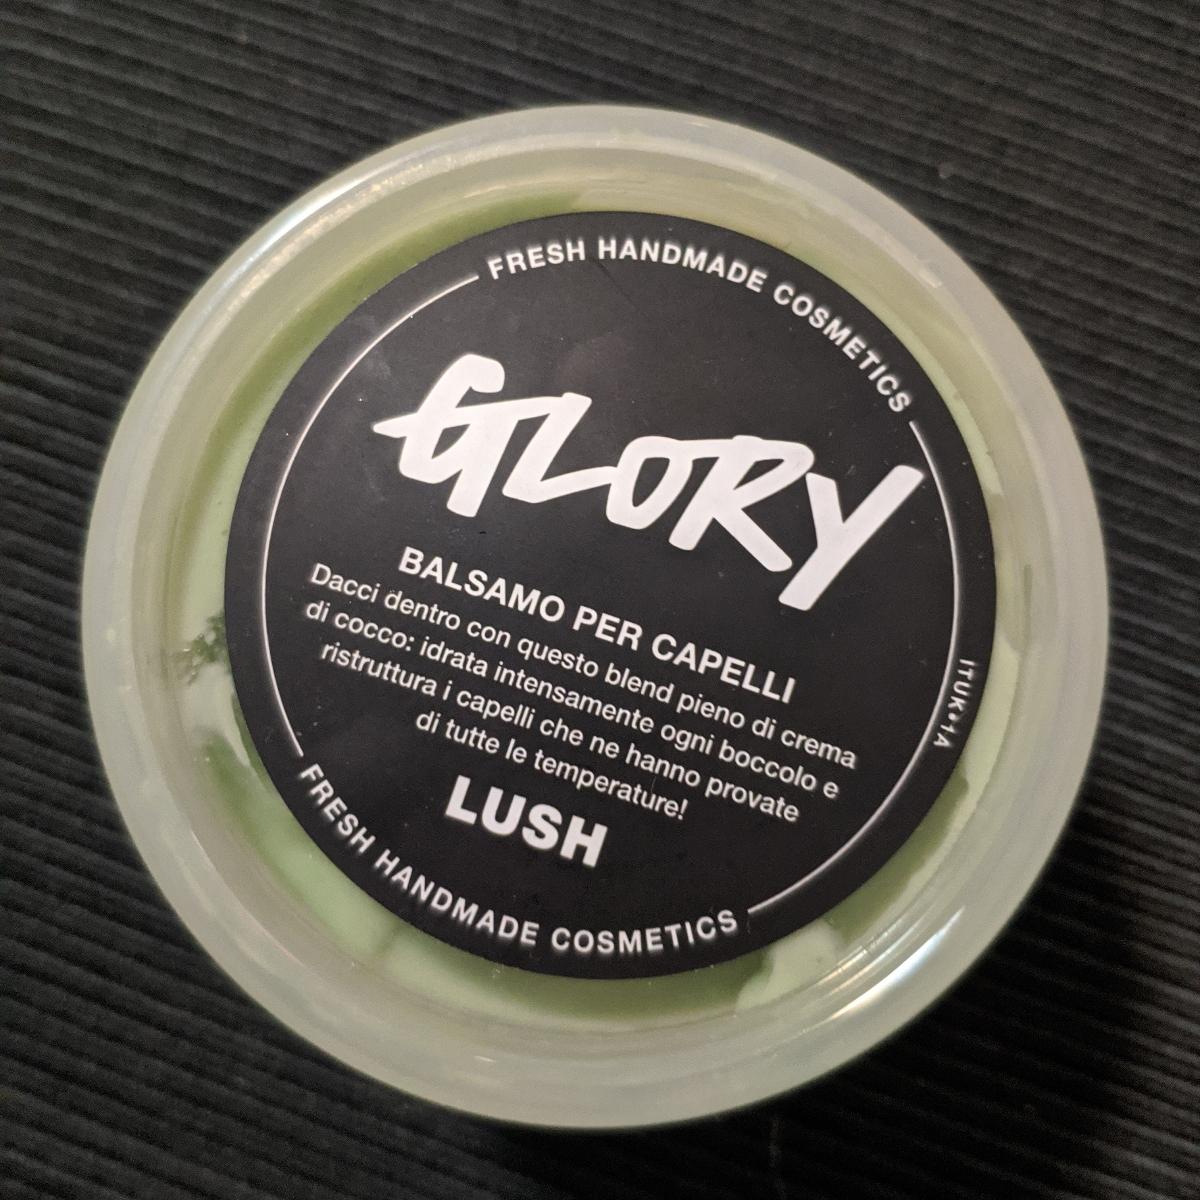 FRESH HANDMADE COSMETICS
GLORY
BALSAMO PER CAPELLI
Dacci dentro con questo blend pieno di crema
di cocco: idrata intensamente ogni boccolo e
ristruttura i capelli che ne hanno provate
di tutte le temperature!
LUSH
FRESH HANDMADE COSMETICS